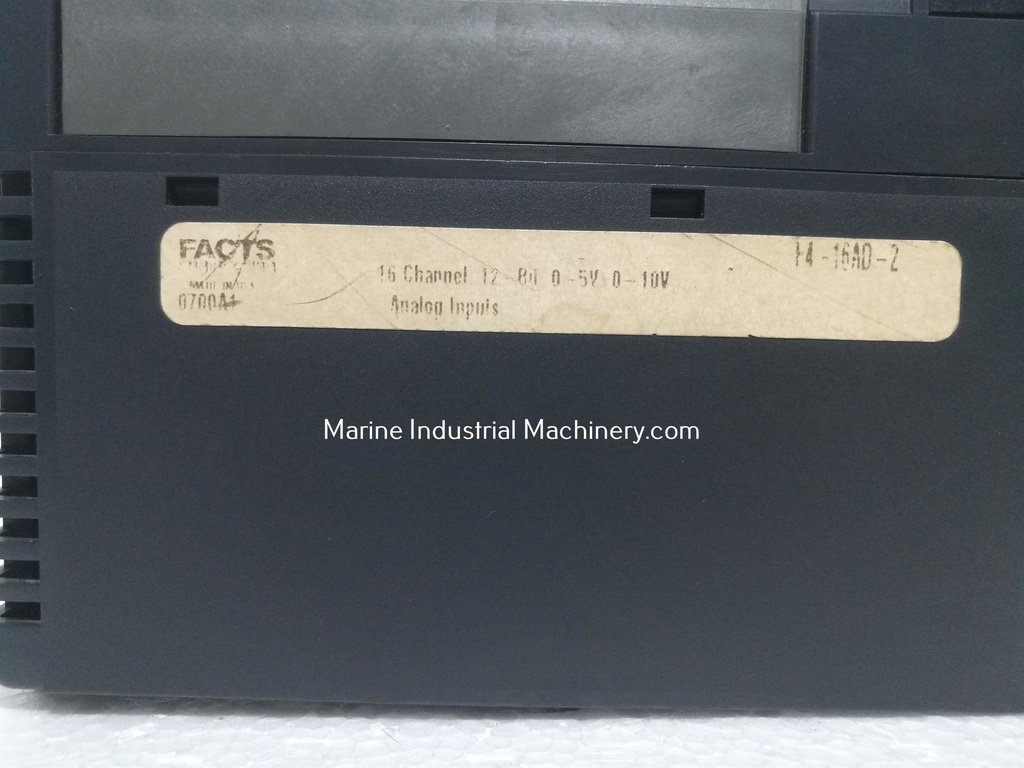 FACTS
MADE IN USA
0700A1
16 Channel 12-Bit 0-5V 0-10V
Analog Inputs
F4-16AD-2
Marine Industrial Machinery.com